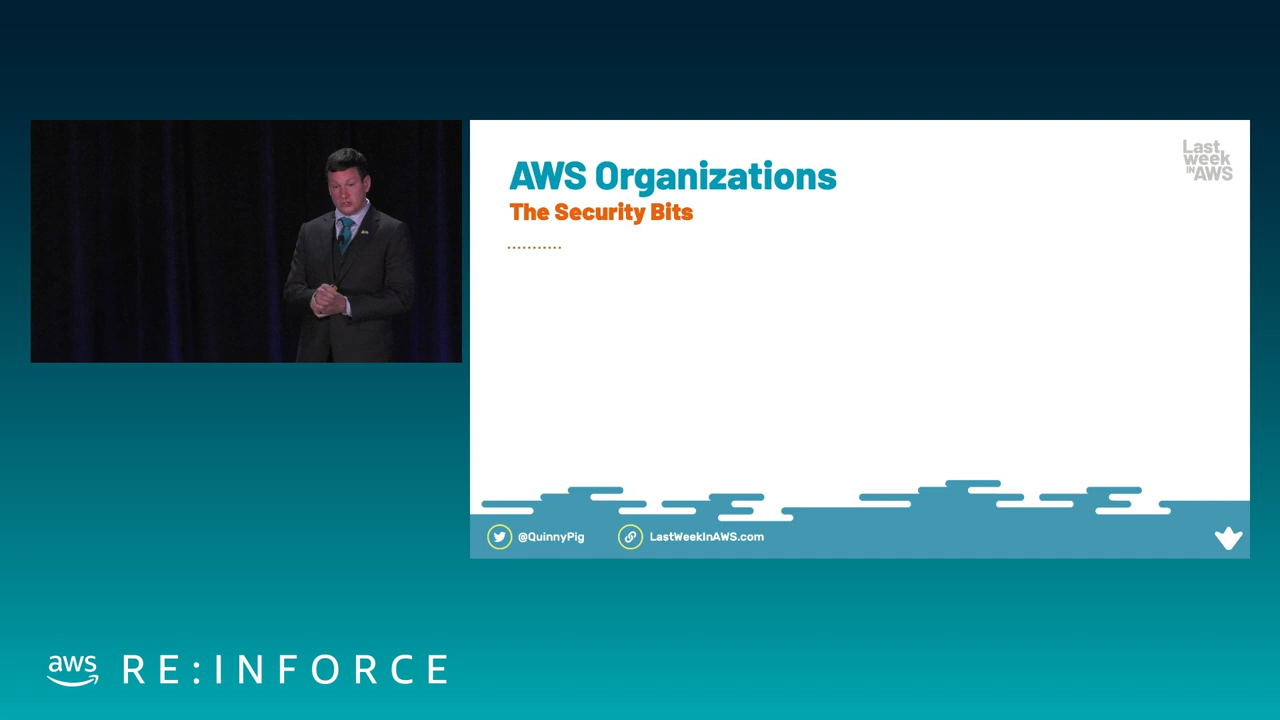 AWS Organizations
The Security Bits
Last
week
IN AWS
@QuinnyPig
LastWeekInAWS.com
aws
RE:INFORCE